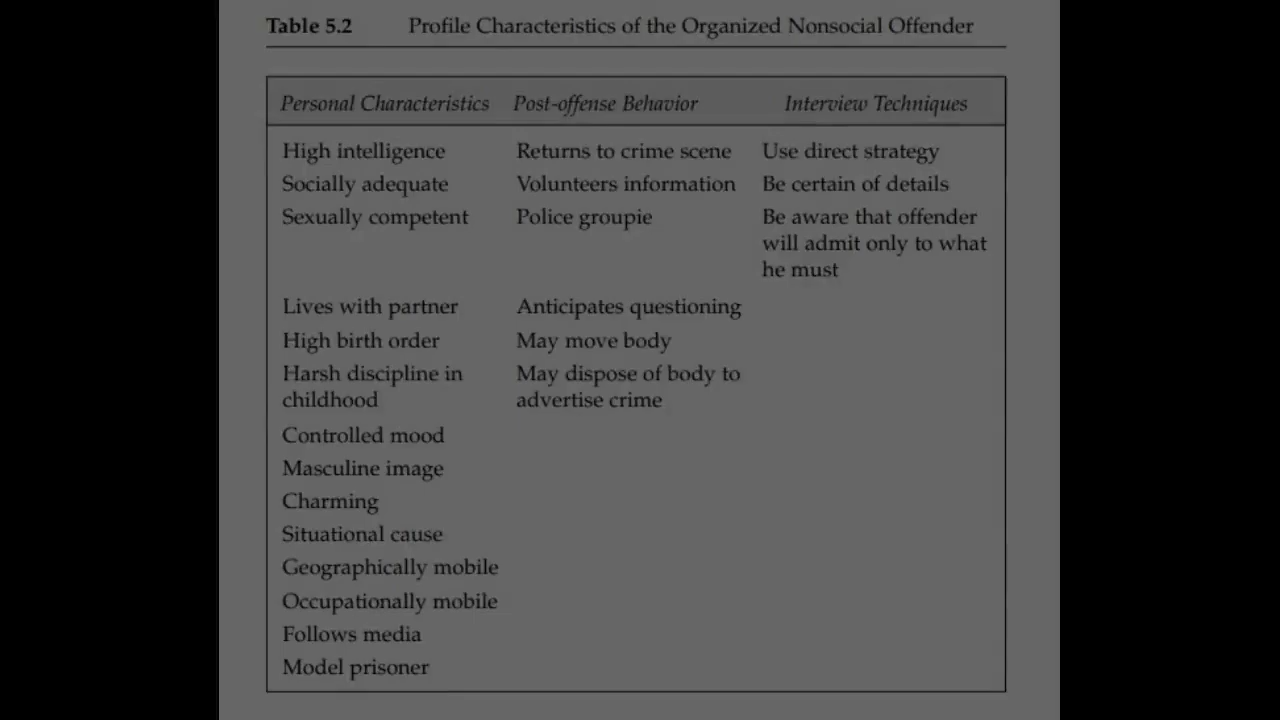 Table 5.2 Profile Characteristics of the Organized Nonsocial Offender
Personal Characteristics Post-offense Behavior Interview Techniques
High intelligence Returns to crime scene Use direct strategy
Socially adequate Volunteers information Be certain of details
Sexually competent Police groupie Be aware that offender
will admit only to what
he must
Lives with partner Anticipates questioning
High birth order May move body
Harsh discipline in May dispose of body to
childhood advertise crime
Controlled mood
Masculine image
Charming
Situational cause
Geographically mobile
Occupationally mobile
Follows media
Model prisoner